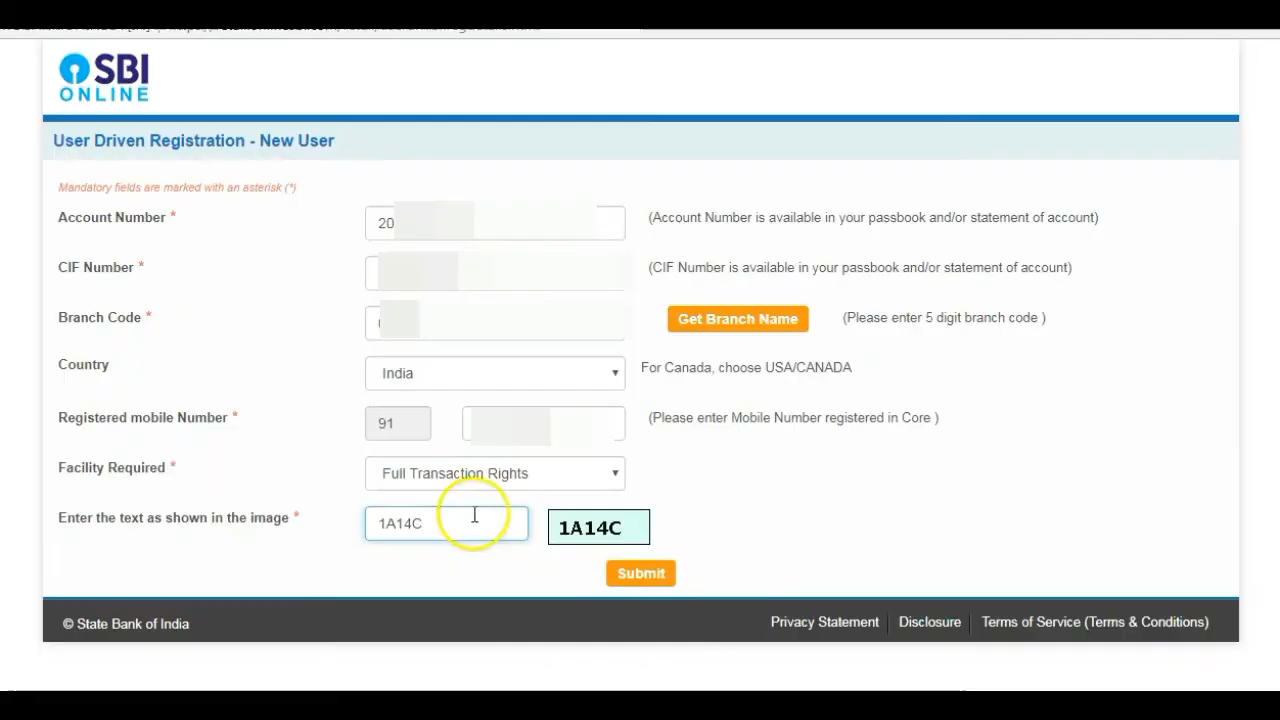 SBI
ONLINE
User Driven Registration - New User
Mandatory fields are marked with an asterisk (*)
Account Number * 20 (Account Number is available in your passbook and/or statement of account)
CIF Number * (CIF Number is available in your passbook and/or statement of account)
Branch Code * Get Branch Name (Please enter 5 digit branch code )
Country India For Canada, choose USA/CANADA
Registered mobile Number * 91 (Please enter Mobile Number registered in Core )
Facility Required * Full Transaction Rights
Enter the text as shown in the image * 1A14C 1A14C
Submit
© State Bank of India Privacy Statement Disclosure Terms of Service (Terms & Conditions)